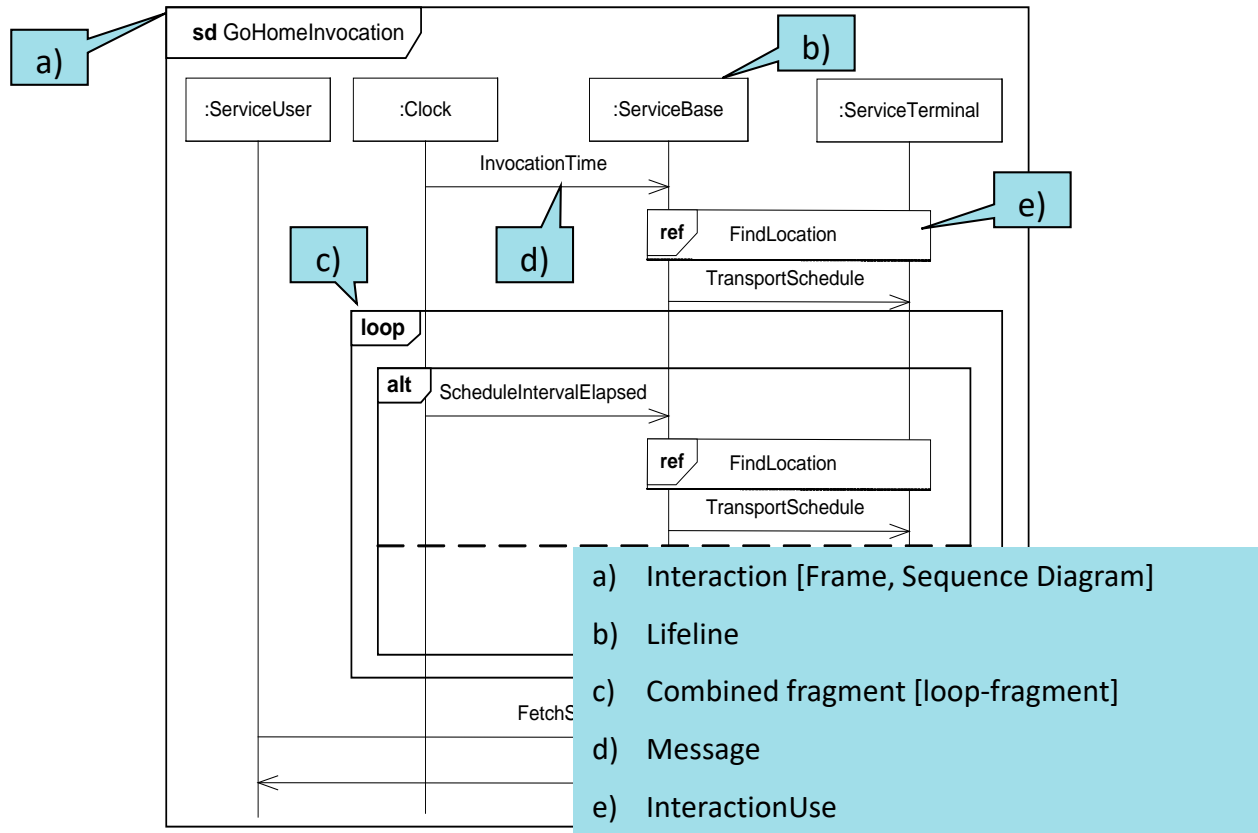 sd GoHomeInvocation
a)
b)
:ServiceUser
:Clock
:ServiceBase
:ServiceTerminal
InvocationTime
e)
ref FindLocation
d)
c)
TransportSchedule
loop
alt
ScheduleIntervalElapsed
ref FindLocation
TransportSchedule
a) Interaction [Frame, Sequence Diagram]
b) Lifeline
c) Combined fragment [loop-fragment]
FetchS
d) Message
e) InteractionUse